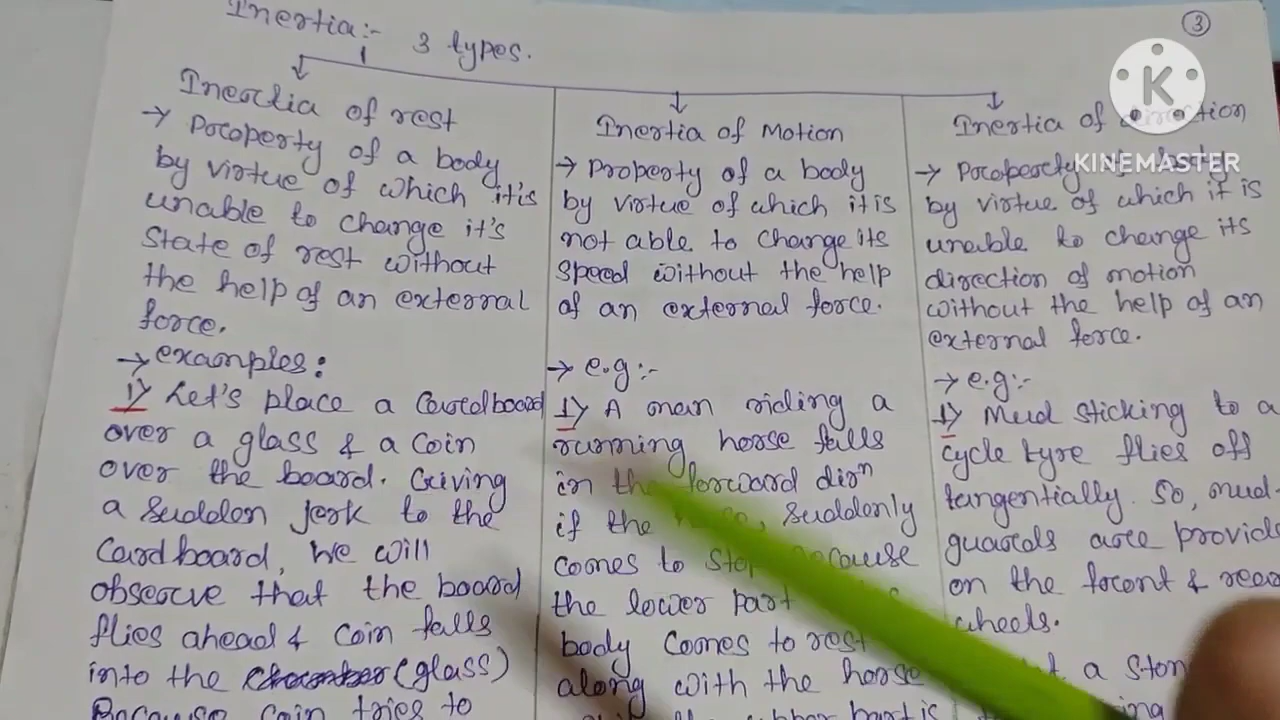 Inertia:- 3 types.
3
Inertia of rest
→ Property of a body
by virtue of which it's
unable to change it's
state of rest without
the help of an external
force.
→ examples:
1) Let's place a Cardboard
over a glass & a coin
over the board. Giving
a sudden jerk to the
cardboard, we will
observe that the board
flies ahead & coin falls
into the (glass)
Because coin tries to
Inertia of Motion
→ Property of a body
by virtue of which it is
not able to change its
speed without the help
of an external force.
→ e.g:-
1) A man riding a
running horse falls
in the forward dirn
if the suddenly
comes to stop because
the lower part
body comes to rest
along with the horse
part is
Inertia of
→ Property
by virtue of which it is
unable to change its
direction of motion
without the help of an
external force.
→ e.g:-
1) Mud sticking to a
cycle tyre flies off
tangentially. So, mud-
guards are provid
on the front & rear
wheels.
a ston
K
KINEMASTER